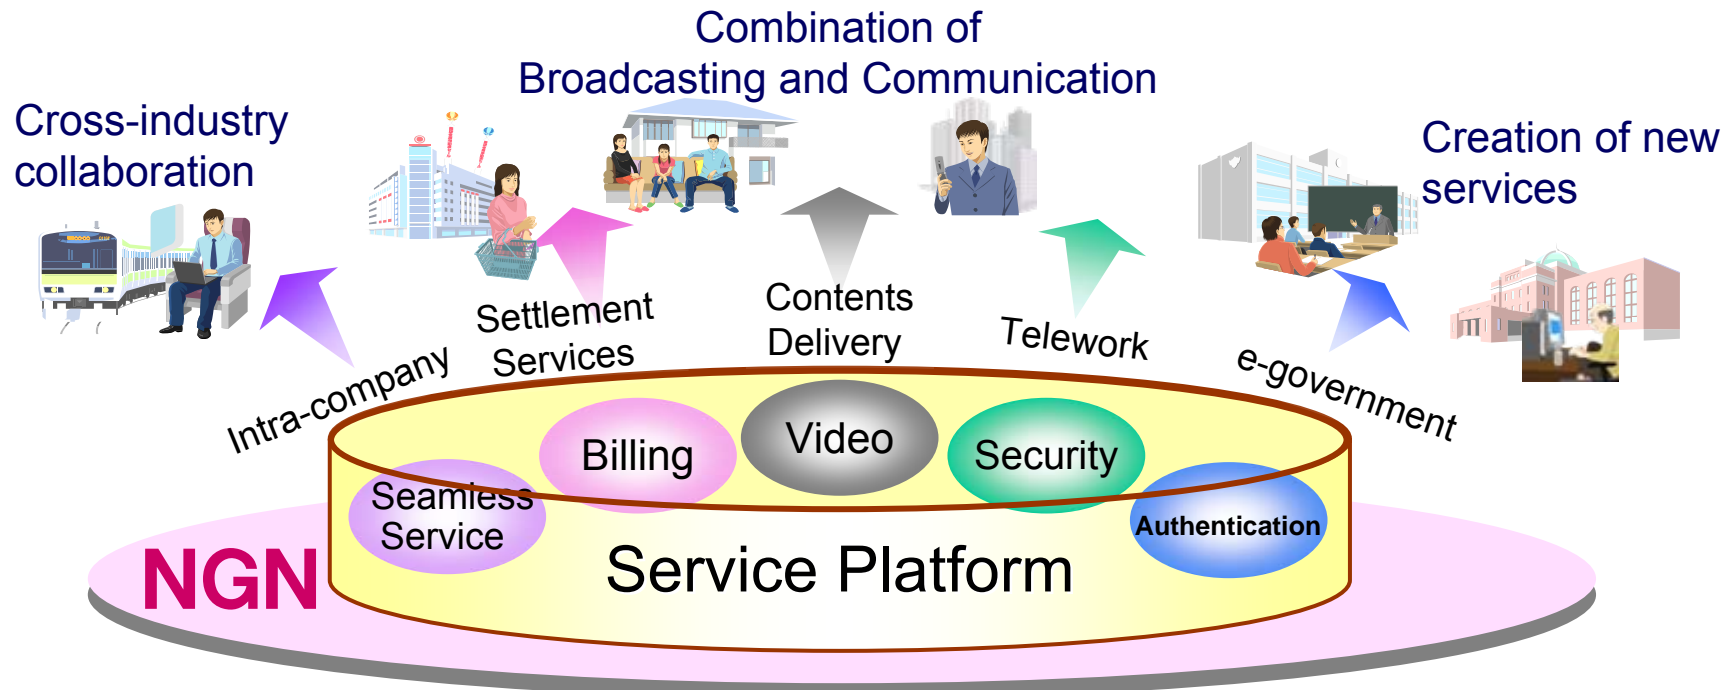 Combination of
Broadcasting and Communication
Cross-industry
collaboration
Creation of new
services
Intra-company
Settlement
Services
Contents
Delivery
Telework
e-government
Seamless
Service
Billing
Video
Security
Authentication
NGN
Service Platform